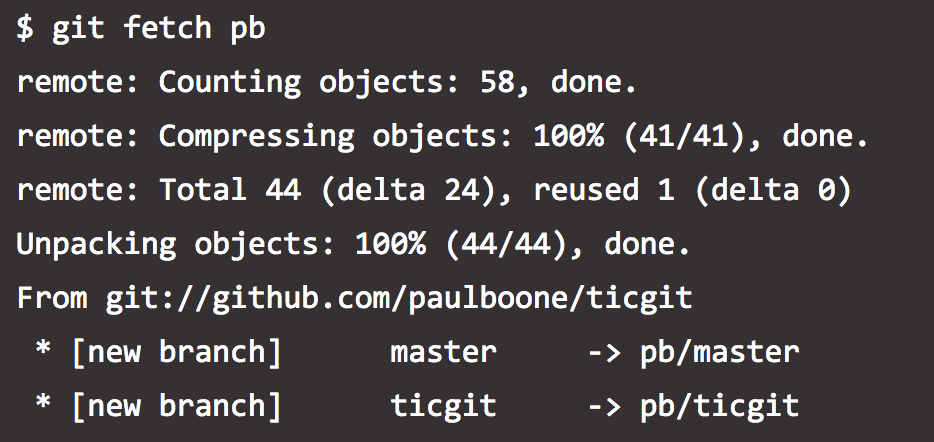 $ git fetch pb
remote: Counting objects: 58, done.
remote: Compressing objects: 100% (41/41), done.
remote: Total 44 (delta 24), reused 1 (delta 0)
Unpacking objects: 100% (44/44), done.
From git://github.com/paulboone/ticgit
 * [new branch]      master     -> pb/master
 * [new branch]      ticgit     -> pb/ticgit